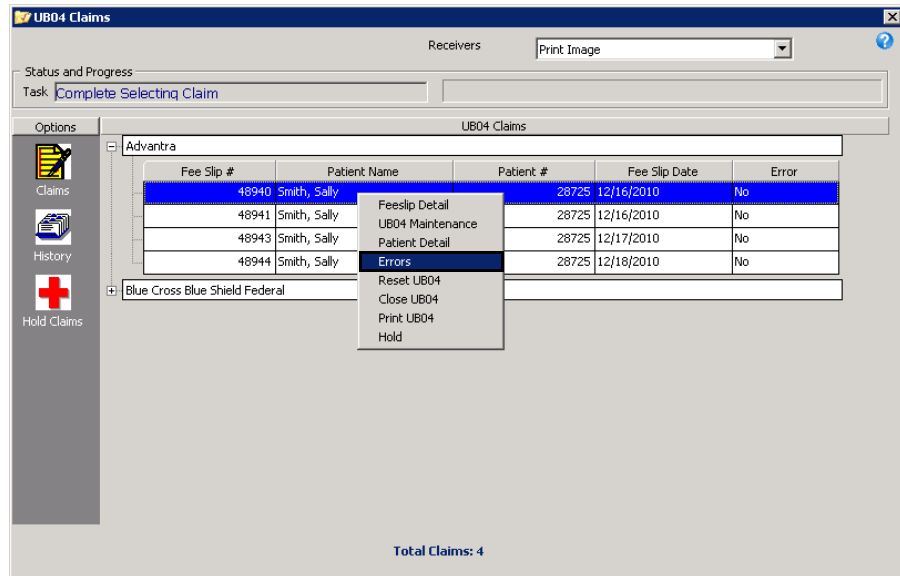 UB04 Claims
Receivers Print Image
Status and Progress
Task Complete Selecting Claim
Options UB04 Claims
Advantra
Fee Slip # Patient Name Patient # Fee Slip Date Error
48940 Smith, Sally 28725 12/16/2010 No
48941 Smith, Sally 28725 12/16/2010 No
48943 Smith, Sally 28725 12/17/2010 No
48944 Smith, Sally 28725 12/18/2010 No
Blue Cross Blue Shield Federal
Claims
History
Hold Claims
Feeslip Detail
UB04 Maintenance
Patient Detail
Errors
Reset UB04
Close UB04
Print UB04
Hold
Total Claims: 4